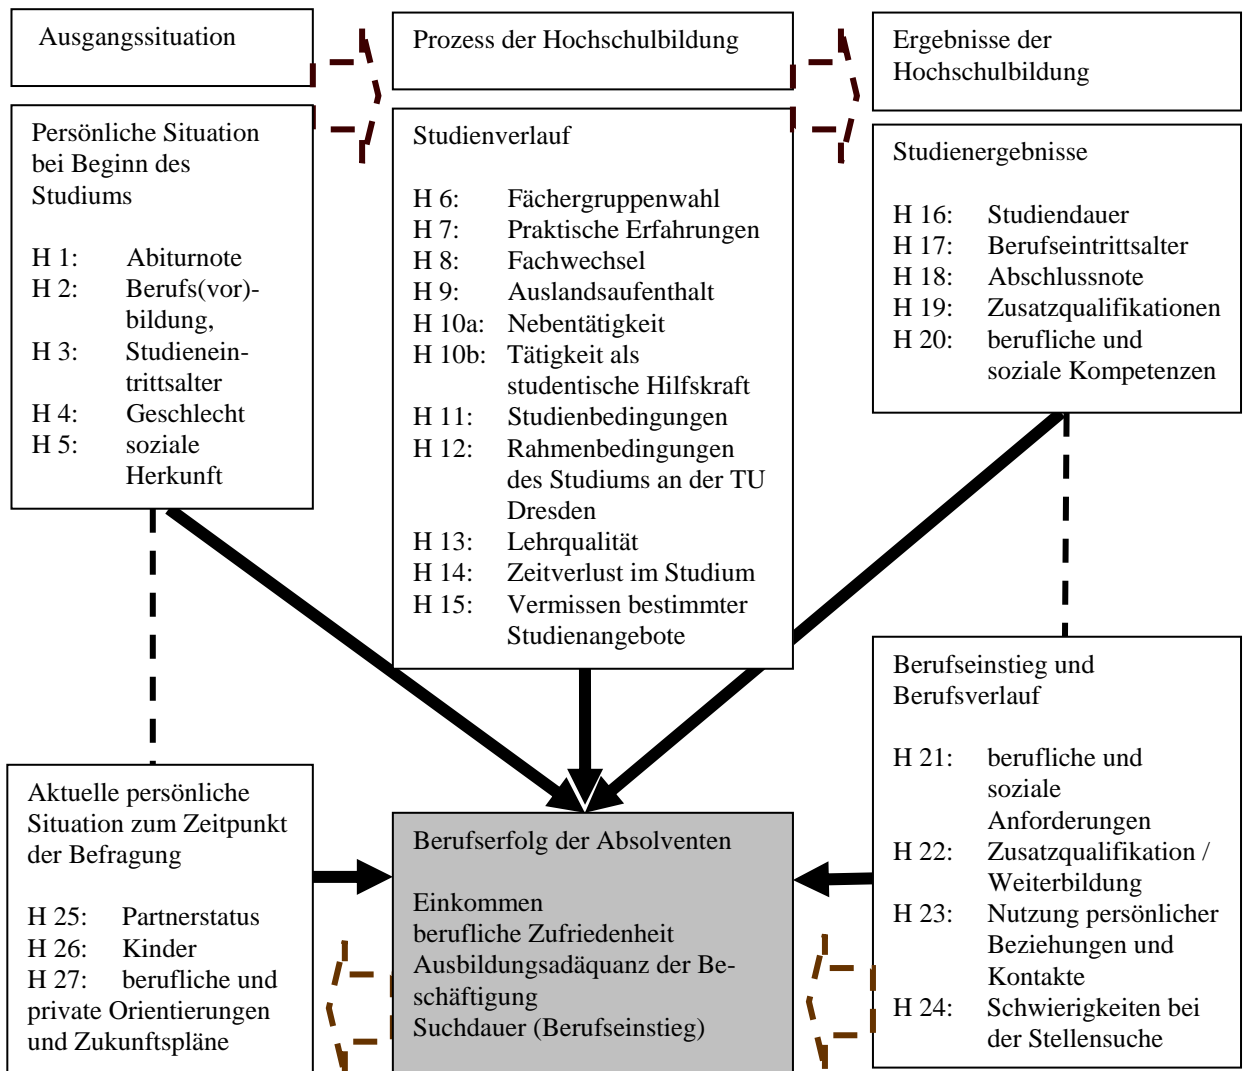 Ausgangssituation
Prozess der Hochschulbildung
Ergebnisse der
Hochschulbildung
Persönliche Situation
bei Beginn des
Studiums
H 1: Abiturnote
H 2: Berufs(vor)-
bildung,
H 3: Studienein-
trittsalter
H 4: Geschlecht
H 5: soziale
Herkunft
Studienverlauf
H 6: Fächergruppenwahl
H 7: Praktische Erfahrungen
H 8: Fachwechsel
H 9: Auslandsaufenthalt
H 10a: Nebentätigkeit
H 10b: Tätigkeit als
studentische Hilfskraft
H 11: Studienbedingungen
H 12: Rahmenbedingungen
des Studiums an der TU
Dresden
H 13: Lehrqualität
H 14: Zeitverlust im Studium
H 15: Vermissen bestimmter
Studienangebote
Studienergebnisse
H 16: Studiendauer
H 17: Berufseintrittsalter
H 18: Abschlussnote
H 19: Zusatzqualifikationen
H 20: berufliche und
soziale Kompetenzen
Aktuelle persönliche
Situation zum Zeitpunkt
der Befragung
H 25: Partnerstatus
H 26: Kinder
H 27: berufliche und
private Orientierungen
und Zukunftspläne
Berufserfolg der Absolventen
Einkommen
berufliche Zufriedenheit
Ausbildungsadäquanz der Be-
schäftigung
Suchdauer (Berufseinstieg)
Berufseinstieg und
Berufsverlauf
H 21: berufliche und
soziale
Anforderungen
H 22: Zusatzqualifikation /
Weiterbildung
H 23: Nutzung persönlicher
Beziehungen und
Kontakte
H 24: Schwierigkeiten bei
der Stellensuche